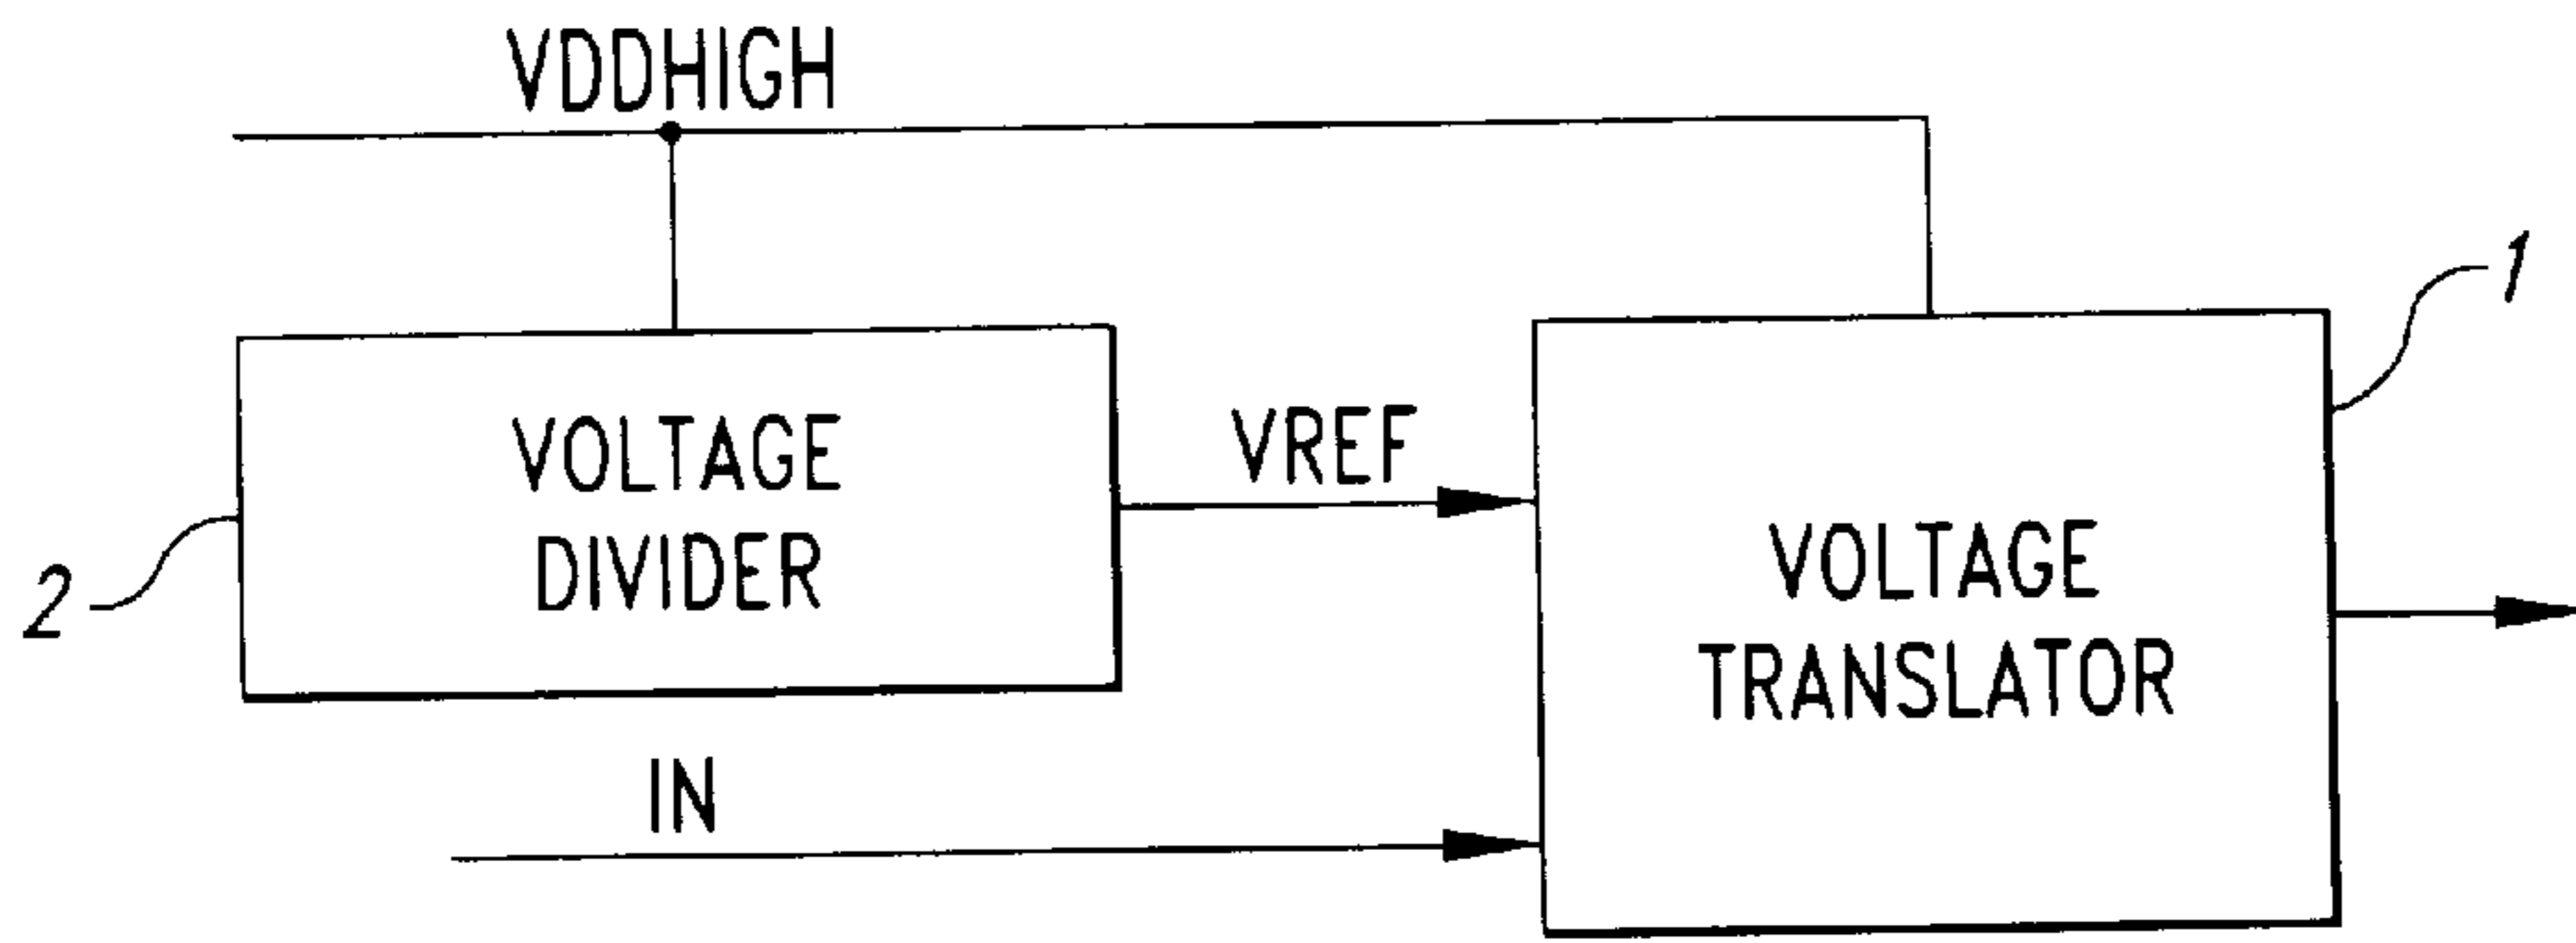 VDDHIGH
1
VOLTAGE
DIVIDER
VREF
2
VOLTAGE
TRANSLATOR
IN